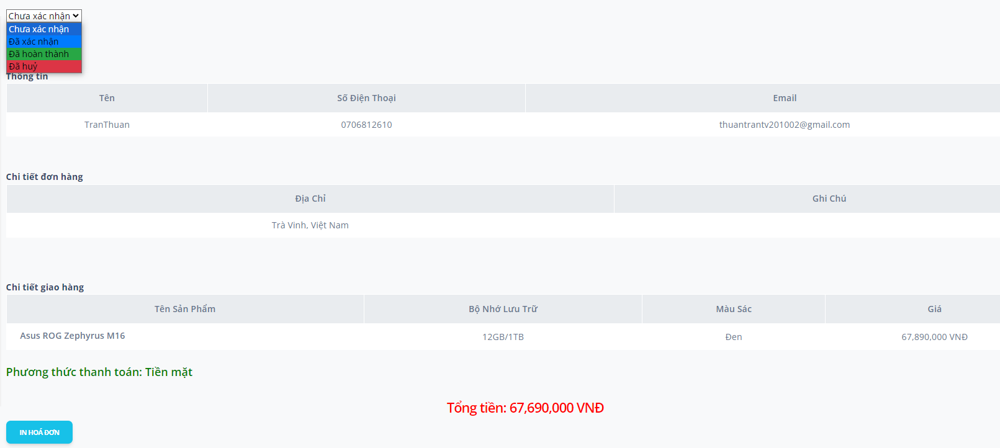 Chưa xác nhận
Chưa xác nhận
Đã xác nhận
Đã hoàn thành
Đã huỷ
Thông tin
Tên Số Điện Thoại Email
TranThuan 0706812610 thuantrantv201002@gmail.com
Chi tiết đơn hàng
Địa Chỉ Ghi Chú
Trà Vinh, Việt Nam
Chi tiết giao hàng
Tên Sản Phẩm Bộ Nhớ Lưu Trữ Màu Sác Giá
Asus ROG Zephyrus M16 12GB/1TB Đen 67,890,000 VNĐ
Phương thức thanh toán: Tiền mặt
Tổng tiền: 67,690,000 VNĐ
IN HOÁ ĐƠN